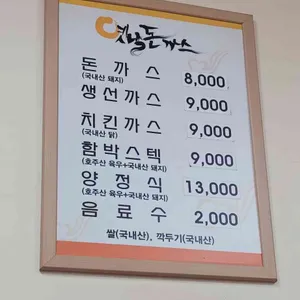 옛날돈까스
돈까스 8,000
(국내산 돼지)
생선까스 9,000
치킨까스 9,000
(국내산 닭)
함박스텍 9,000
(호주산 육우+국내산 돼지)
양정식 13,000
(호주산 육우+국내산 돼지)
음료수 2,000
쌀(국내산), 깍두기(국내산)